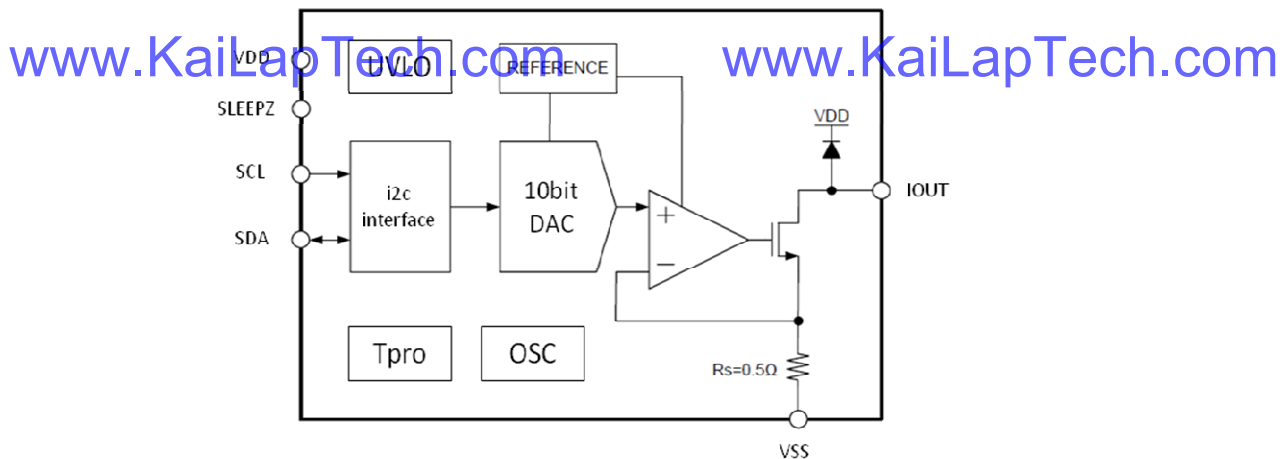 www.KaiLapTech.com
www.KaiLapTech.com
VDD
UVLO
REFERENCE
SLEEPZ
VDD
SCL
i2c
interface
10bit
DAC
+
IOUT
SDA
−
Tpro
OSC
Rs=0.5Ω
VSS